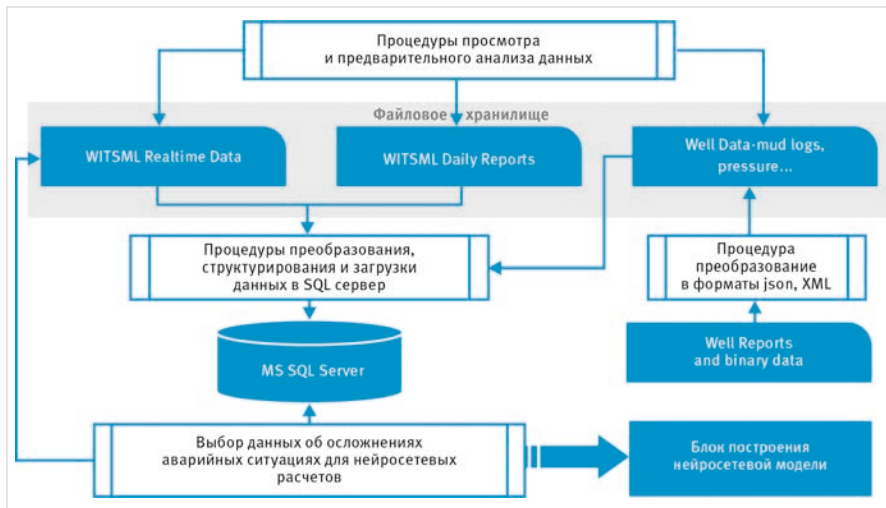 Процедуры просмотра
и предварительного анализа данных
Файловое хранилище
WITSML Realtime Data
WITSML Daily Reports
Well Data-mud logs,
pressure...
Процедуры преобразования,
структурирования и загрузки
данных в SQL сервер
Процедура
преобразование
в форматы json, XML
MS SQL Server
Well Reports
and binary data
Выбор данных об осложнениях
аварийных ситуациях для нейросетевых
расчетов
Блок построения
нейросетевой модели